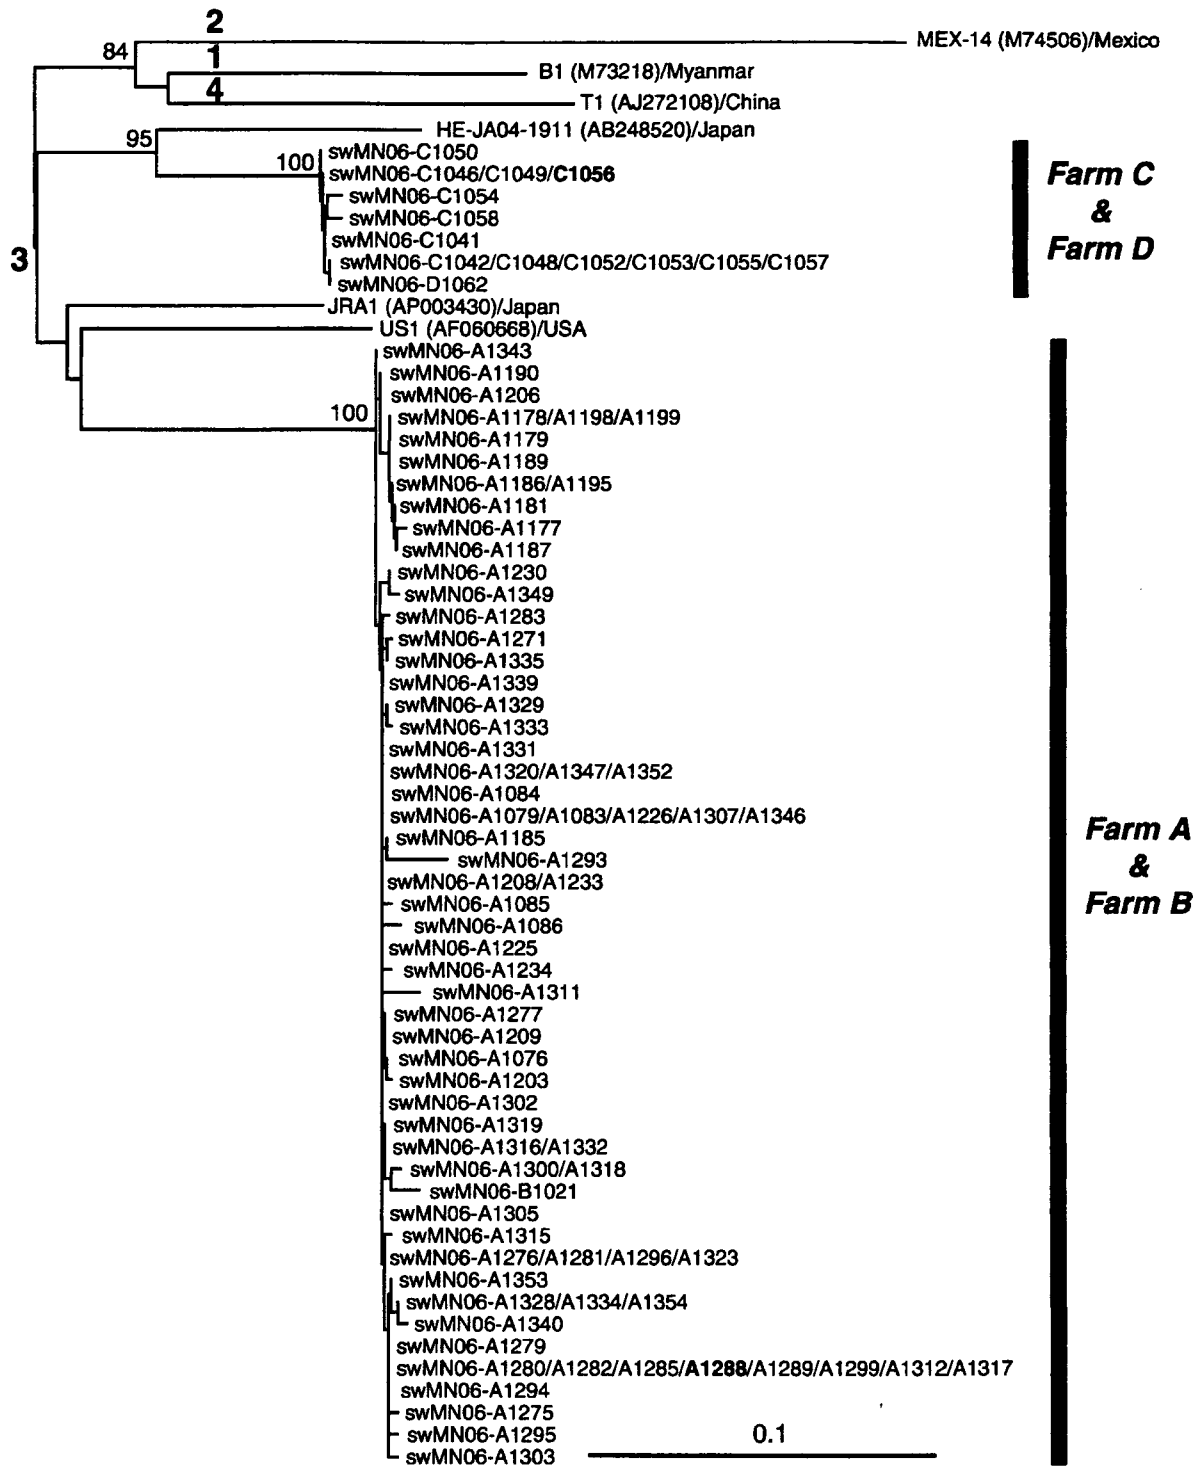 2
84
MEX-14 (M74506)/Mexico
1
B1 (M73218)/Myanmar
4
T1 (AJ272108)/China
95
HE-JA04-1911 (AB248520)/Japan
swMN06-C1050
100
swMN06-C1046/C1049/C1056
swMN06-C1054
swMN06-C1058
swMN06-C1041
swMN06-C1042/C1048/C1052/C1053/C1055/C1057
swMN06-D1062
Farm C
&
Farm D
3
JRA1 (AP003430)/Japan
US1 (AF060668)/USA
swMN06-A1343
swMN06-A1190
swMN06-A1206
100
swMN06-A1178/A1198/A1199
swMN06-A1179
swMN06-A1189
swMN06-A1186/A1195
swMN06-A1181
swMN06-A1177
swMN06-A1187
swMN06-A1230
swMN06-A1349
swMN06-A1283
swMN06-A1271
swMN06-A1335
swMN06-A1339
swMN06-A1329
swMN06-A1333
swMN06-A1331
swMN06-A1320/A1347/A1352
swMN06-A1084
swMN06-A1079/A1083/A1226/A1307/A1346
swMN06-A1185
swMN06-A1293
swMN06-A1208/A1233
swMN06-A1085
swMN06-A1086
swMN06-A1225
swMN06-A1234
swMN06-A1311
swMN06-A1277
swMN06-A1209
swMN06-A1076
swMN06-A1203
swMN06-A1302
swMN06-A1319
swMN06-A1316/A1332
swMN06-A1300/A1318
swMN06-B1021
swMN06-A1305
swMN06-A1315
swMN06-A1276/A1281/A1296/A1323
swMN06-A1353
swMN06-A1328/A1334/A1354
swMN06-A1340
swMN06-A1279
swMN06-A1280/A1282/A1285/A1288/A1289/A1299/A1312/A1317
swMN06-A1294
swMN06-A1275
swMN06-A1295
swMN06-A1303
Farm A
&
Farm B
0.1